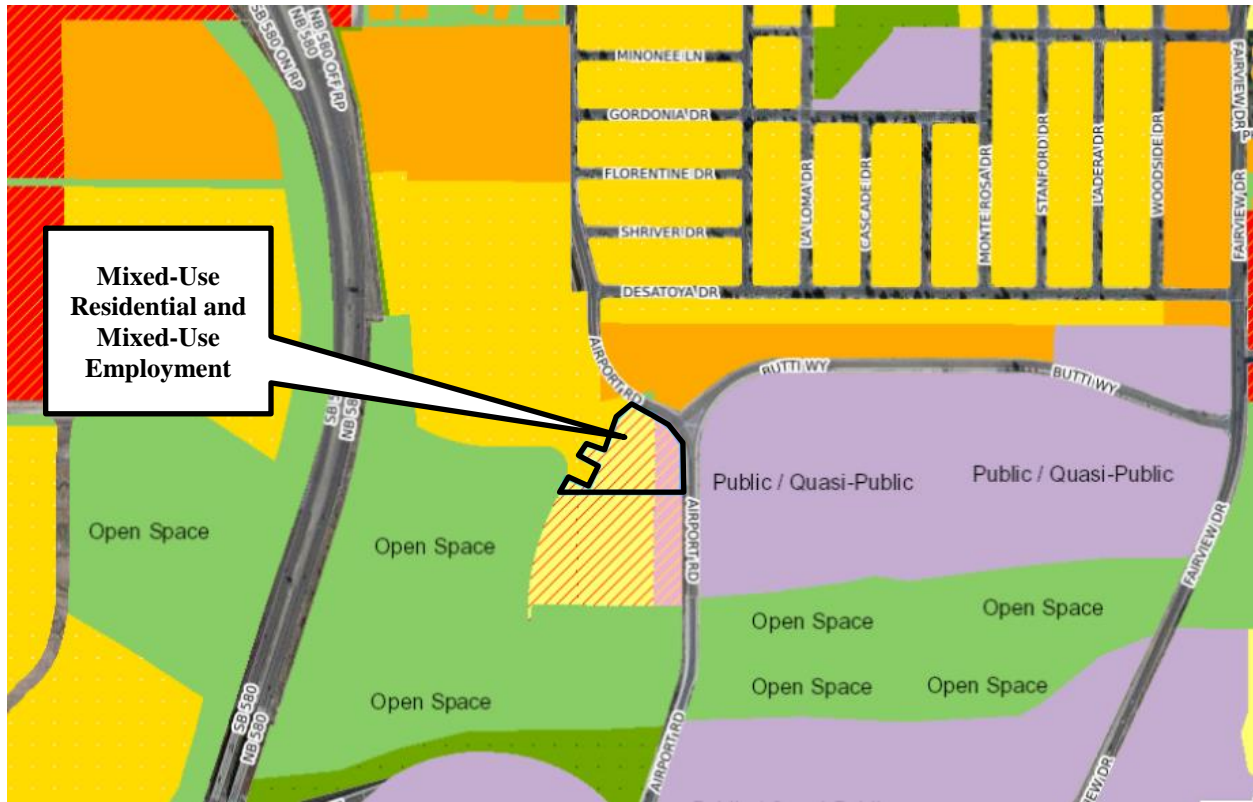 SB 580 ON RP
NB 580 OFF RP
NB 580
MINONEE LN
GORDONIA DR
FLORENTINE DR
SHRIVER DR
DESATOYA DR
LA LOMA DR
CASCADE DR
MONTE ROSA DR
STANFORD DR
LADERA DR
WOODSIDE DR
FAIRVIEW DR
FAIRVIEW DR
Mixed-Use
Residential and
Mixed-Use
Employment
AIRPORT RD
BUTTI WY
BUTTI WY
NB 580
Public / Quasi-Public
Public / Quasi-Public
Open Space
Open Space
AIRPORT RD
FAIRVIEW DR
Open Space
Open Space
Open Space
Open Space
Open Space
SB 580
NB 580
AIRPORT RD